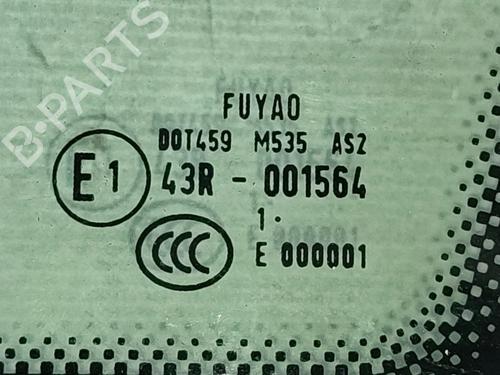 B-PARTS
FUYAO
DOT459 M535 AS2
E1 43R - 001564
1·
CCC E 000001